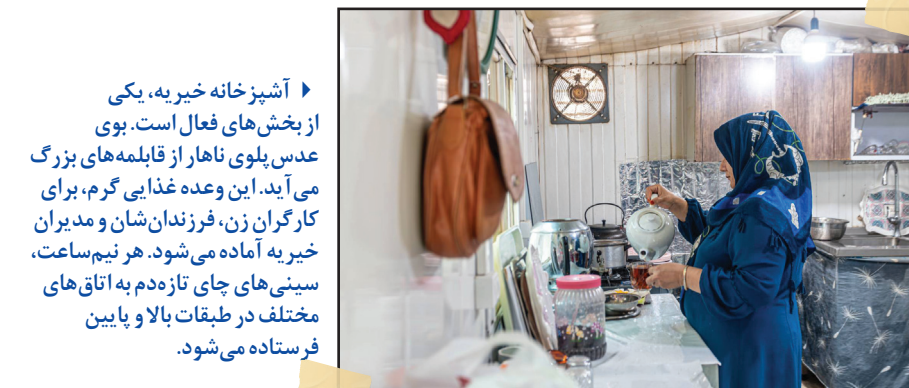 آشپزخانه خیریه، یکی
از بخش‌های فعال است. بوی
عدس‌پلوی ناهار از قابلمه‌های بزرگ
می‌آید. این وعده غذایی گرم، برای
کارگران زن، فرزندان‌شان و مدیران
خیریه آماده می‌شود. هر نیم‌ساعت،
سینی‌های چای تازه‌دم به اتاق‌های
مختلف در طبقات بالا و پایین
فرستاده می‌شود.